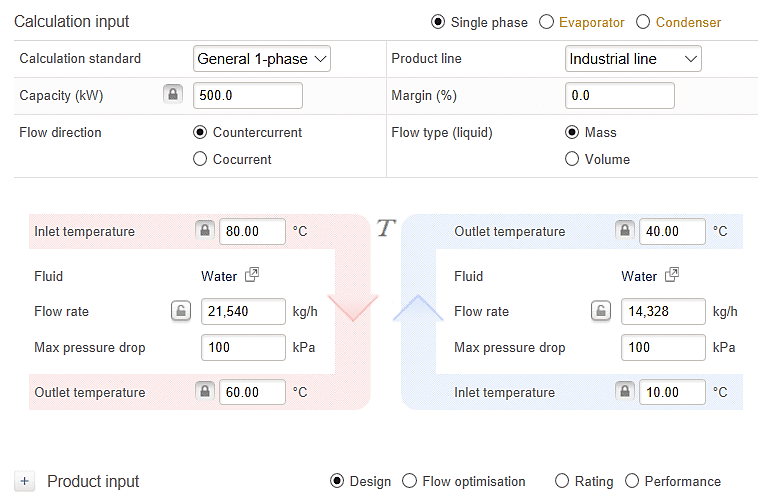 Calculation input Single phase Evaporator Condenser
Calculation standard General 1-phase Product line Industrial line
Capacity (kW) 500.0 Margin (%) 0.0
Flow direction Countercurrent Flow type (liquid) Mass
Cocurrent Volume
Inlet temperature 80.00 °C T Outlet temperature 40.00 °C
Fluid Water Fluid Water
Flow rate 21,540 kg/h Flow rate 14,328 kg/h
Max pressure drop 100 kPa Max pressure drop 100 kPa
Outlet temperature 60.00 °C Inlet temperature 10.00 °C
+ Product input Design Flow optimisation Rating Performance